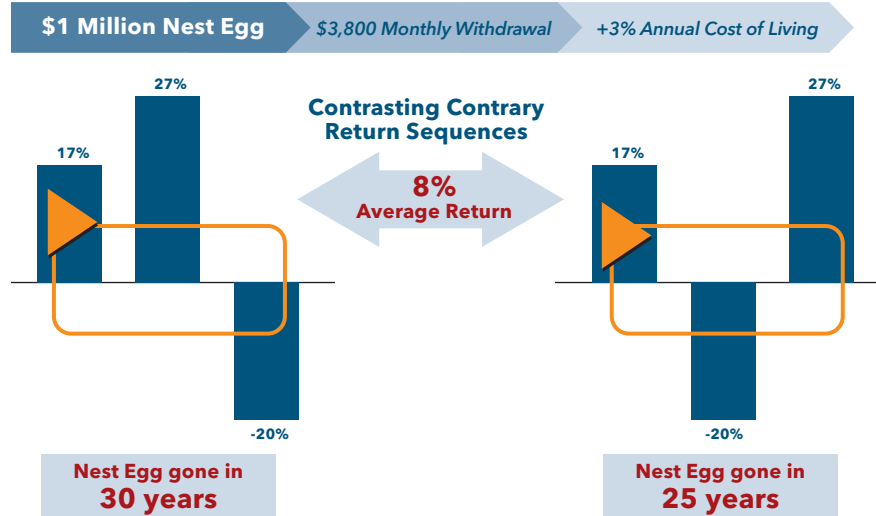 $1 Million Nest Egg
$3,800 Monthly Withdrawal
+3% Annual Cost of Living
Contrasting Contrary
Return Sequences
8%
Average Return
17%
27%
-20%
Nest Egg gone in
30 years
17%
-20%
27%
Nest Egg gone in
25 years